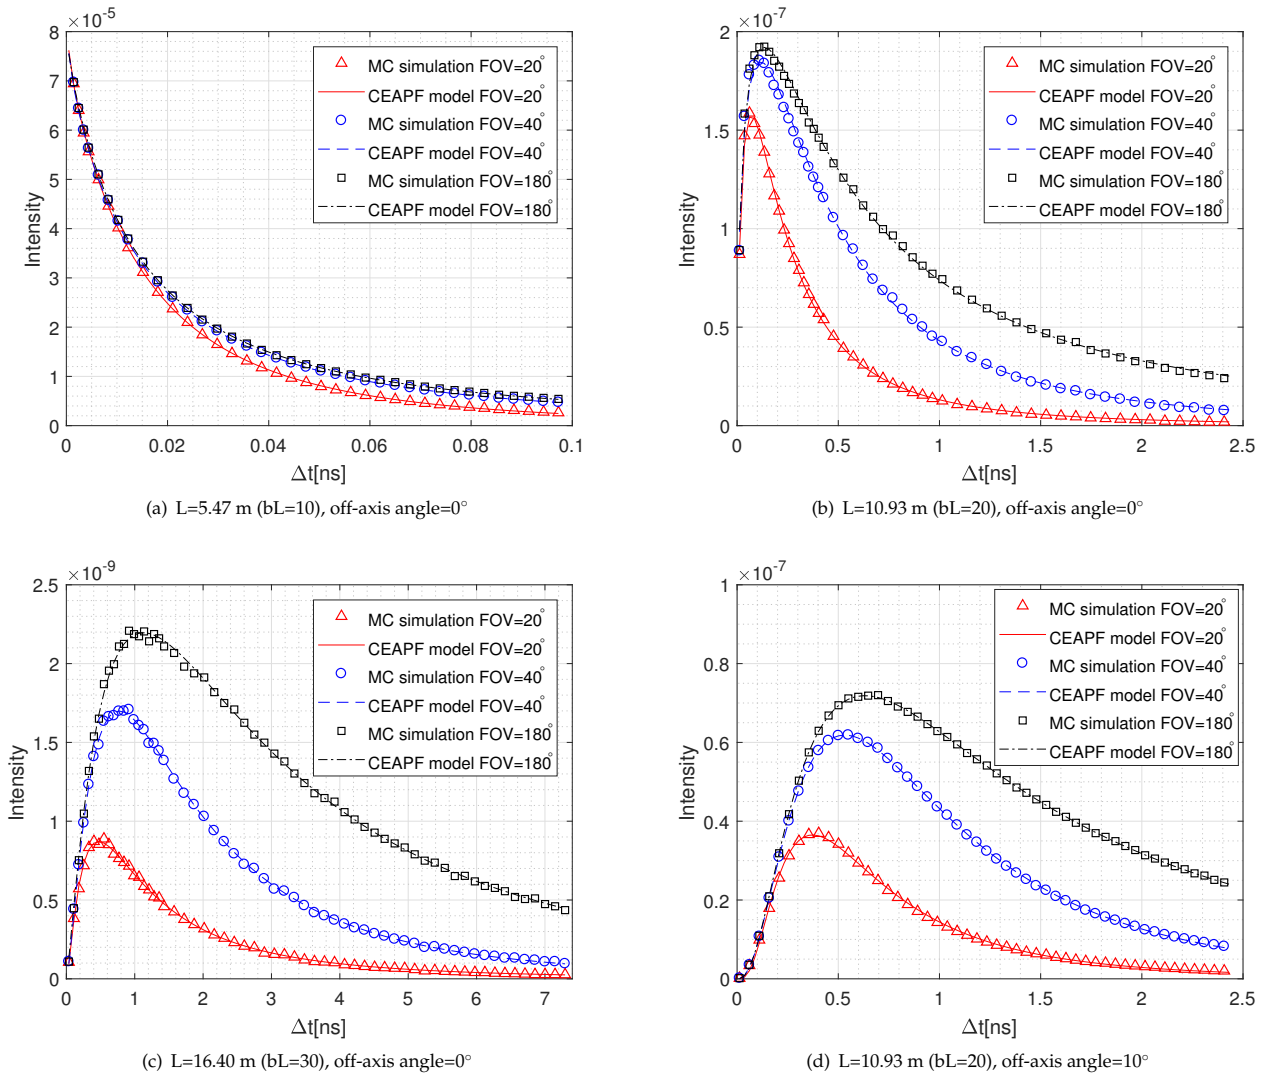 ×10⁻⁵
8
7
6
5
4
3
2
1
0
Intensity
MC simulation FOV=20°
CEAPF model FOV=20°
MC simulation FOV=40°
CEAPF model FOV=40°
MC simulation FOV=180°
CEAPF model FOV=180°
0 0.02 0.04 0.06 0.08 0.1
Δt[ns]
(a) L=5.47 m (bL=10), off-axis angle=0°
×10⁻⁷
2
1.5
1
0.5
0
Intensity
MC simulation FOV=20°
CEAPF model FOV=20°
MC simulation FOV=40°
CEAPF model FOV=40°
MC simulation FOV=180°
CEAPF model FOV=180°
0 0.5 1 1.5 2 2.5
Δt[ns]
(b) L=10.93 m (bL=20), off-axis angle=0°
×10⁻⁹
2.5
2
1.5
1
0.5
0
Intensity
MC simulation FOV=20°
CEAPF model FOV=20°
MC simulation FOV=40°
CEAPF model FOV=40°
MC simulation FOV=180°
CEAPF model FOV=180°
0 1 2 3 4 5 6 7
Δt[ns]
(c) L=16.40 m (bL=30), off-axis angle=0°
×10⁻⁷
1
0.8
0.6
0.4
0.2
0
Intensity
MC simulation FOV=20°
CEAPF model FOV=20°
MC simulation FOV=40°
CEAPF model FOV=40°
MC simulation FOV=180°
CEAPF model FOV=180°
0 0.5 1 1.5 2 2.5
Δt[ns]
(d) L=10.93 m (bL=20), off-axis angle=10°